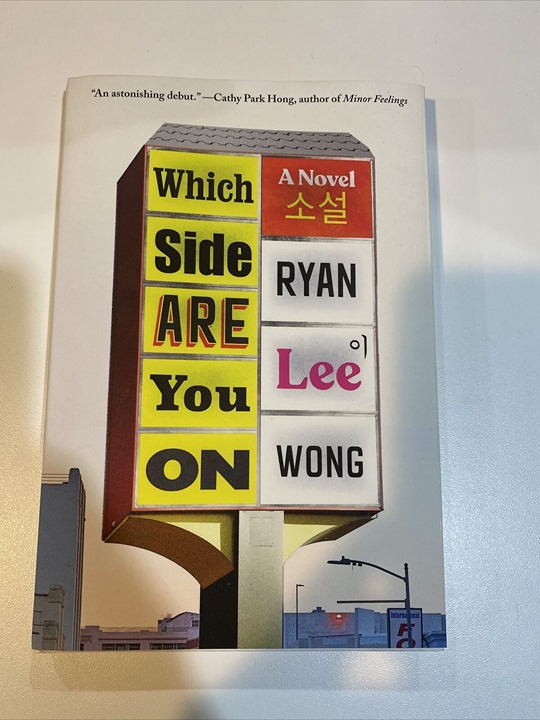 “An astonishing debut.”—Cathy Park Hong, author of Minor Feelings
Which
Side
ARE
You
ON
A Novel
소설
RYAN
이
Lee
WONG
International
F